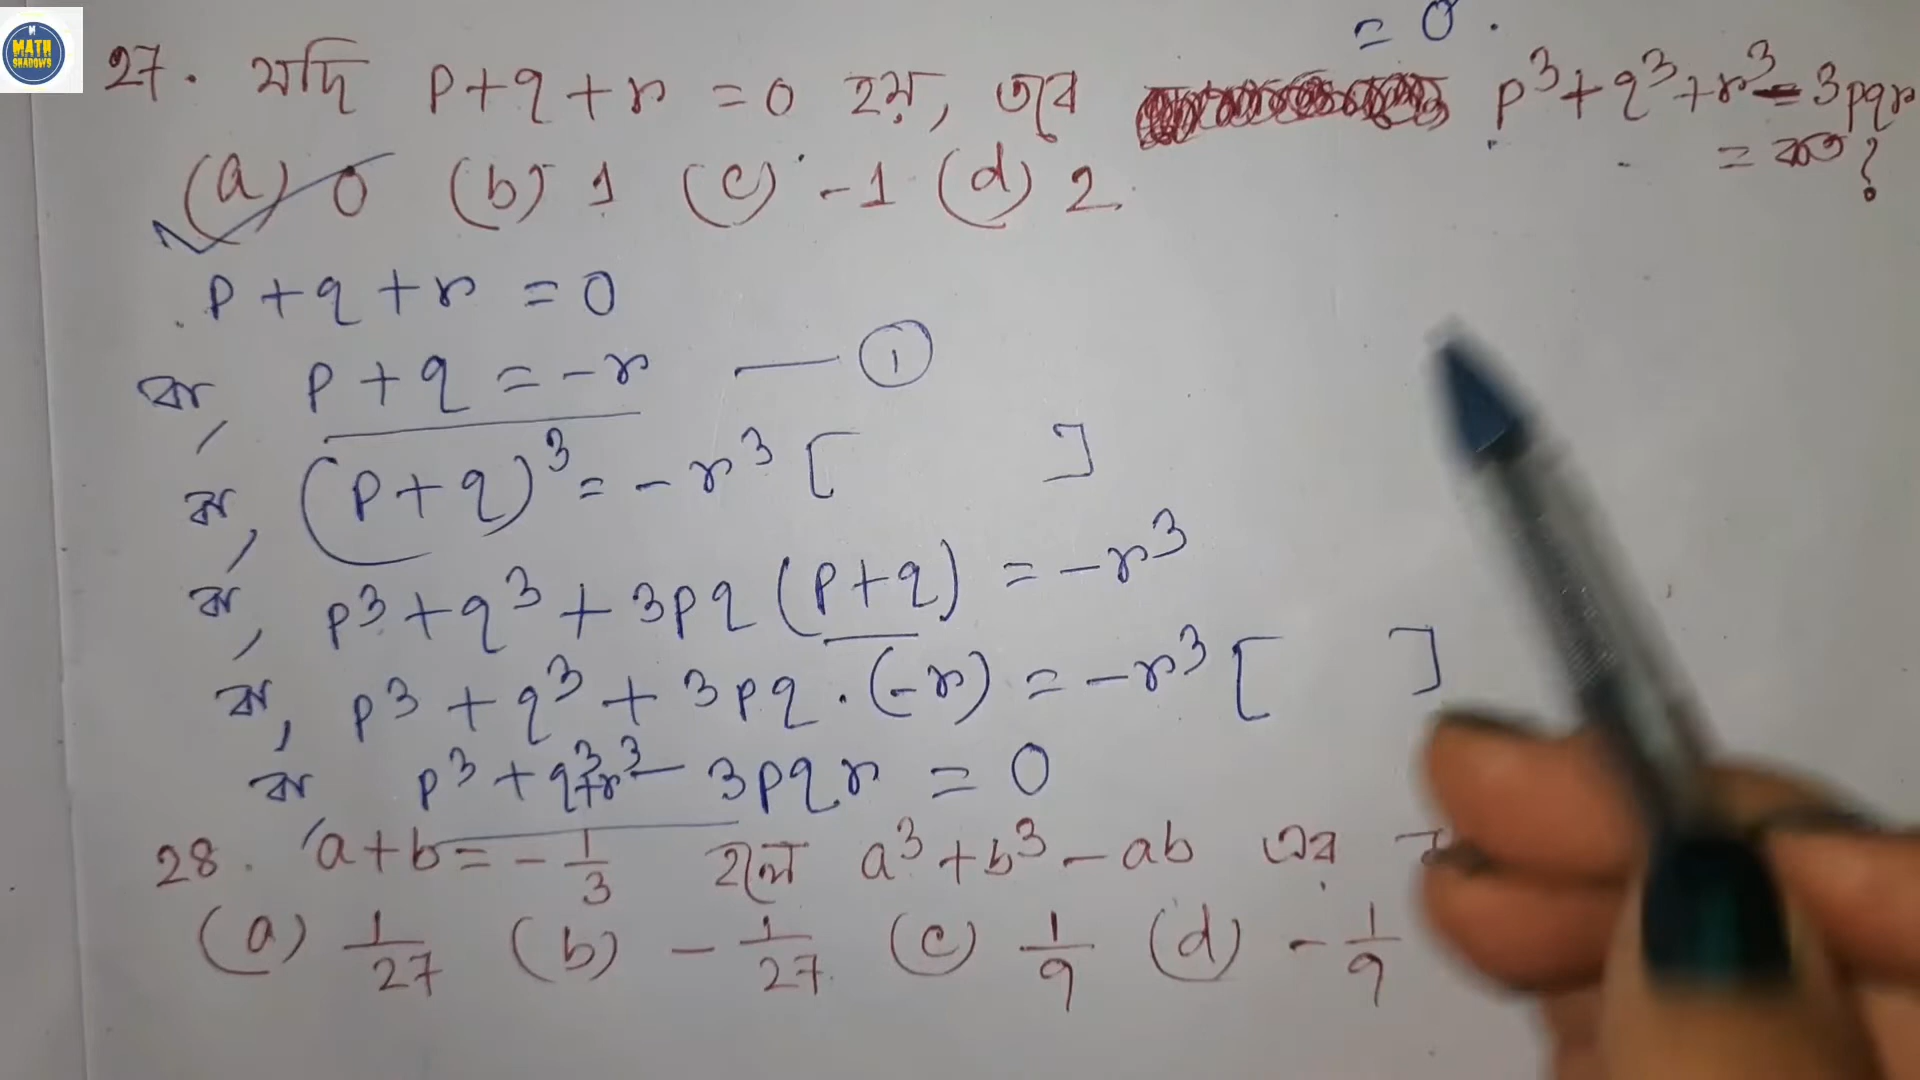 MATH
SHADOWS
= 0.
27. যদি p+q+r = 0 হয়, তবে p³+q³+r³-3pqr
= কত?
(a) 0 (b) 1 (c) -1 (d) 2
p+q+r = 0
বা, p+q = -r — ①
বা, (p+q)³ = -r³ [ ]
বা, p³+q³+3pq(p+q) = -r³
বা, p³+q³+3pq.(-r) = -r³ [ ]
বা p³+q³+r³-3pqr = 0
28. a+b = -1/3 হলে a³+b³-ab এর
(a) 1/27 (b) -1/27 (c) 1/9 (d) -1/9